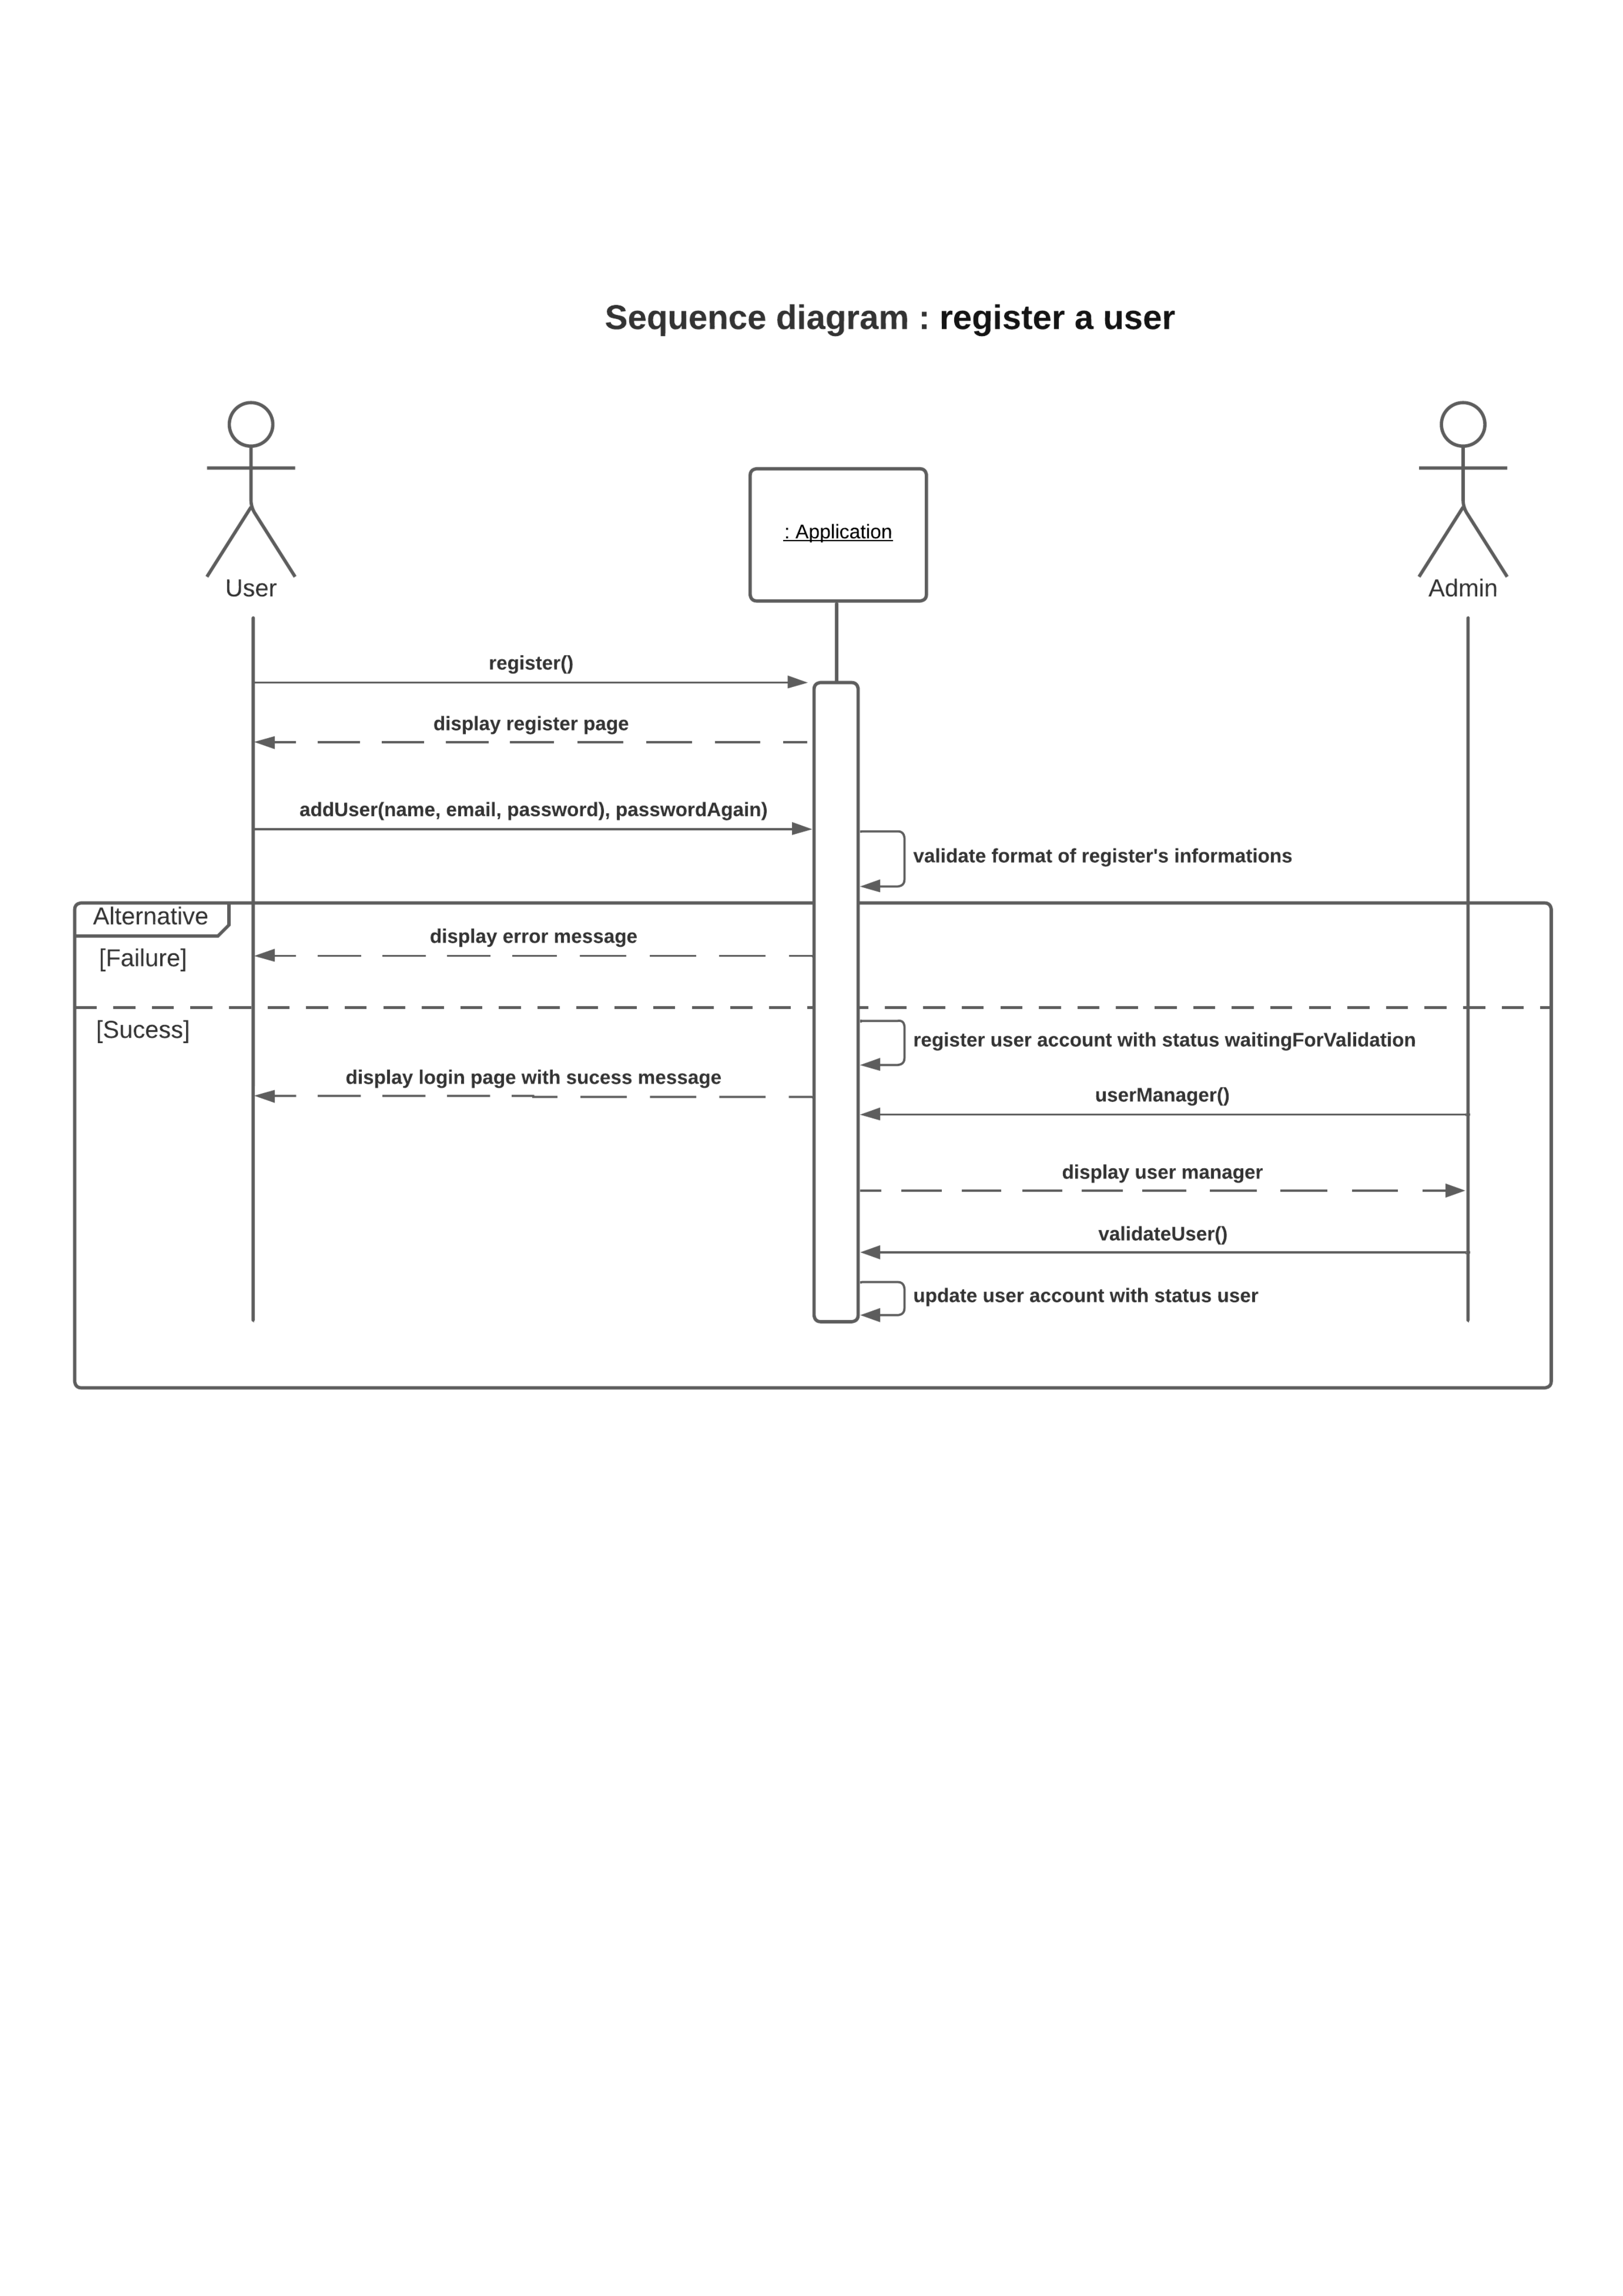 Sequence diagram : register a user
User
: Application
Admin
register()
display register page
addUser(name, email, password), passwordAgain)
validate format of register's informations
Alternative
[Failure]
display error message
[Sucess]
register user account with status waitingForValidation
display login page with sucess message
userManager()
display user manager
validateUser()
update user account with status user